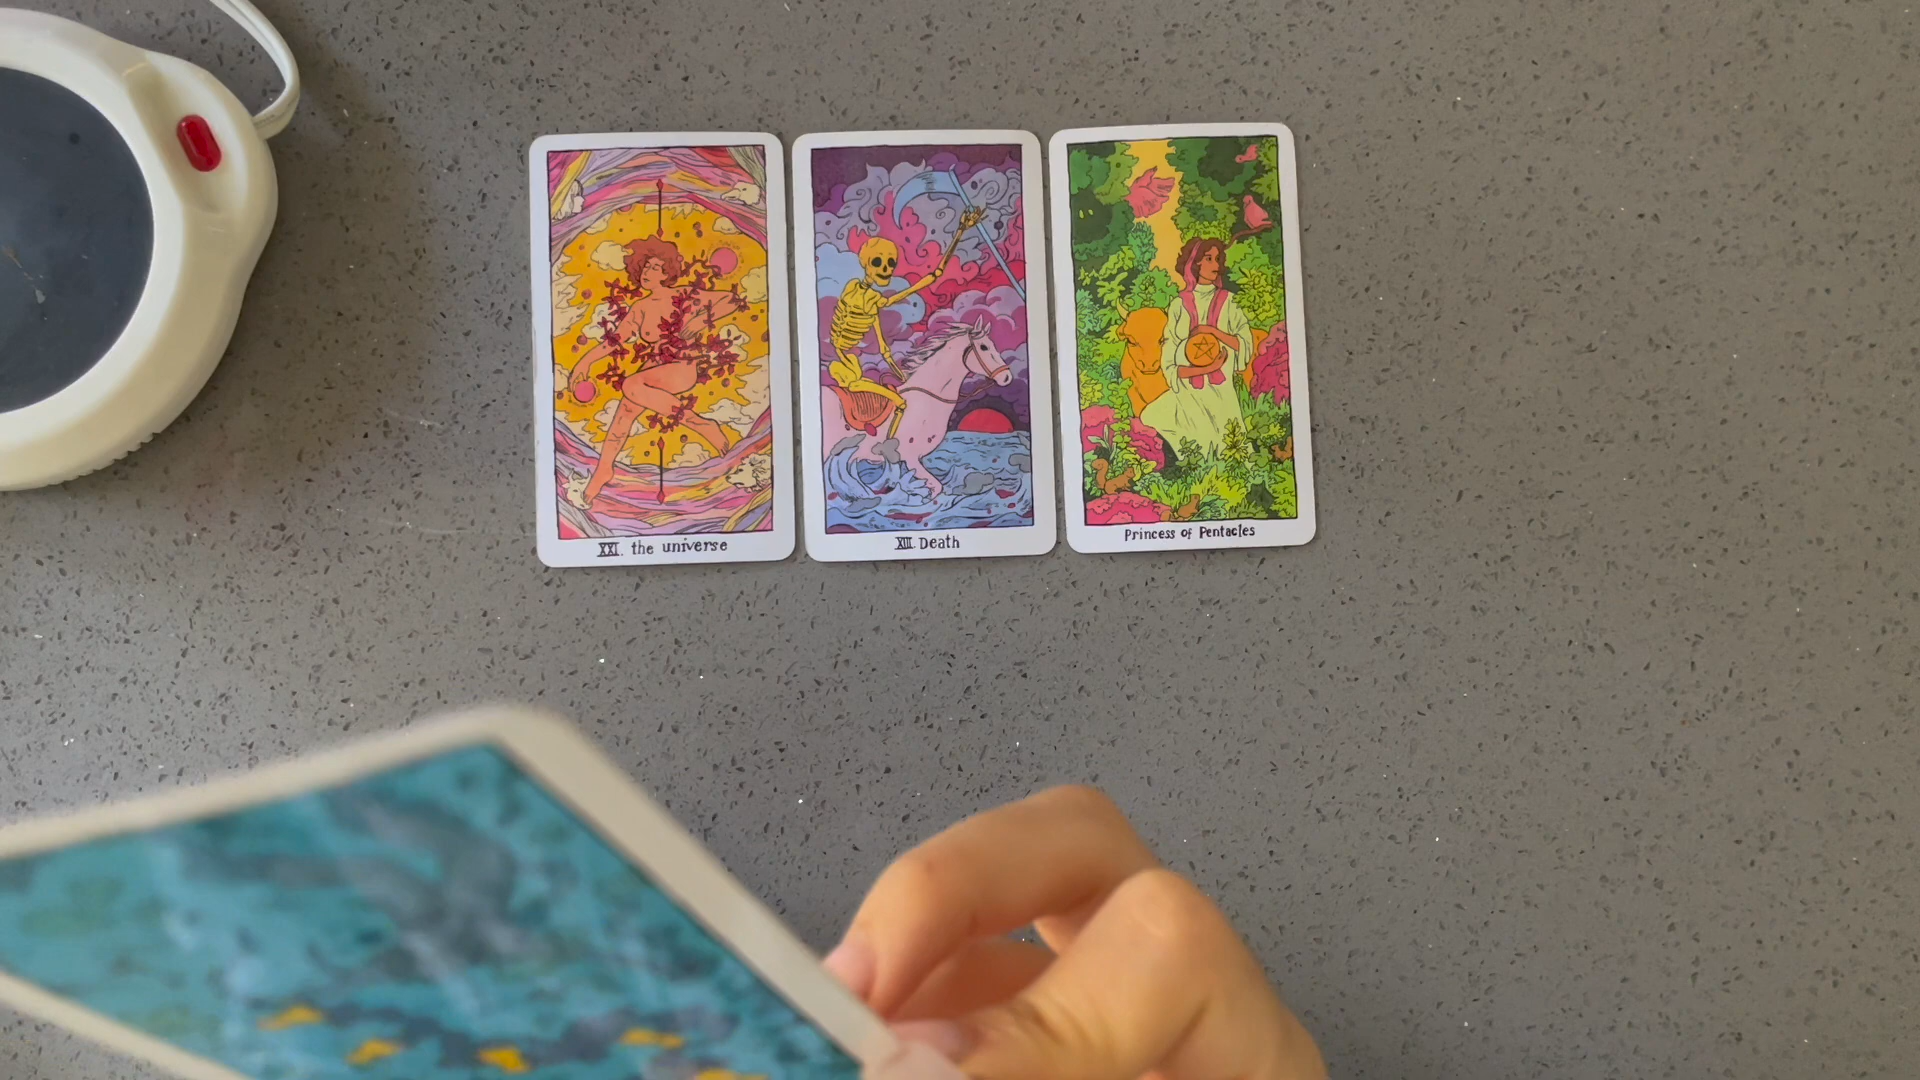 XXI. the universe
XIII. Death
Princess of Pentacles